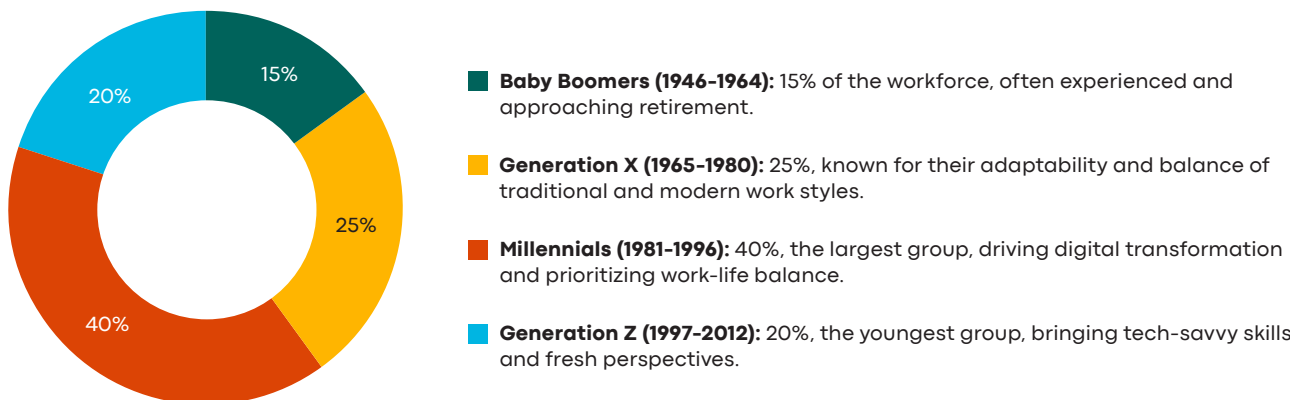 15%
20%
25%
40%
Baby Boomers (1946-1964): 15% of the workforce, often experienced and
approaching retirement.
Generation X (1965-1980): 25%, known for their adaptability and balance of
traditional and modern work styles.
Millennials (1981-1996): 40%, the largest group, driving digital transformation
and prioritizing work-life balance.
Generation Z (1997-2012): 20%, the youngest group, bringing tech-savvy skills
and fresh perspectives.